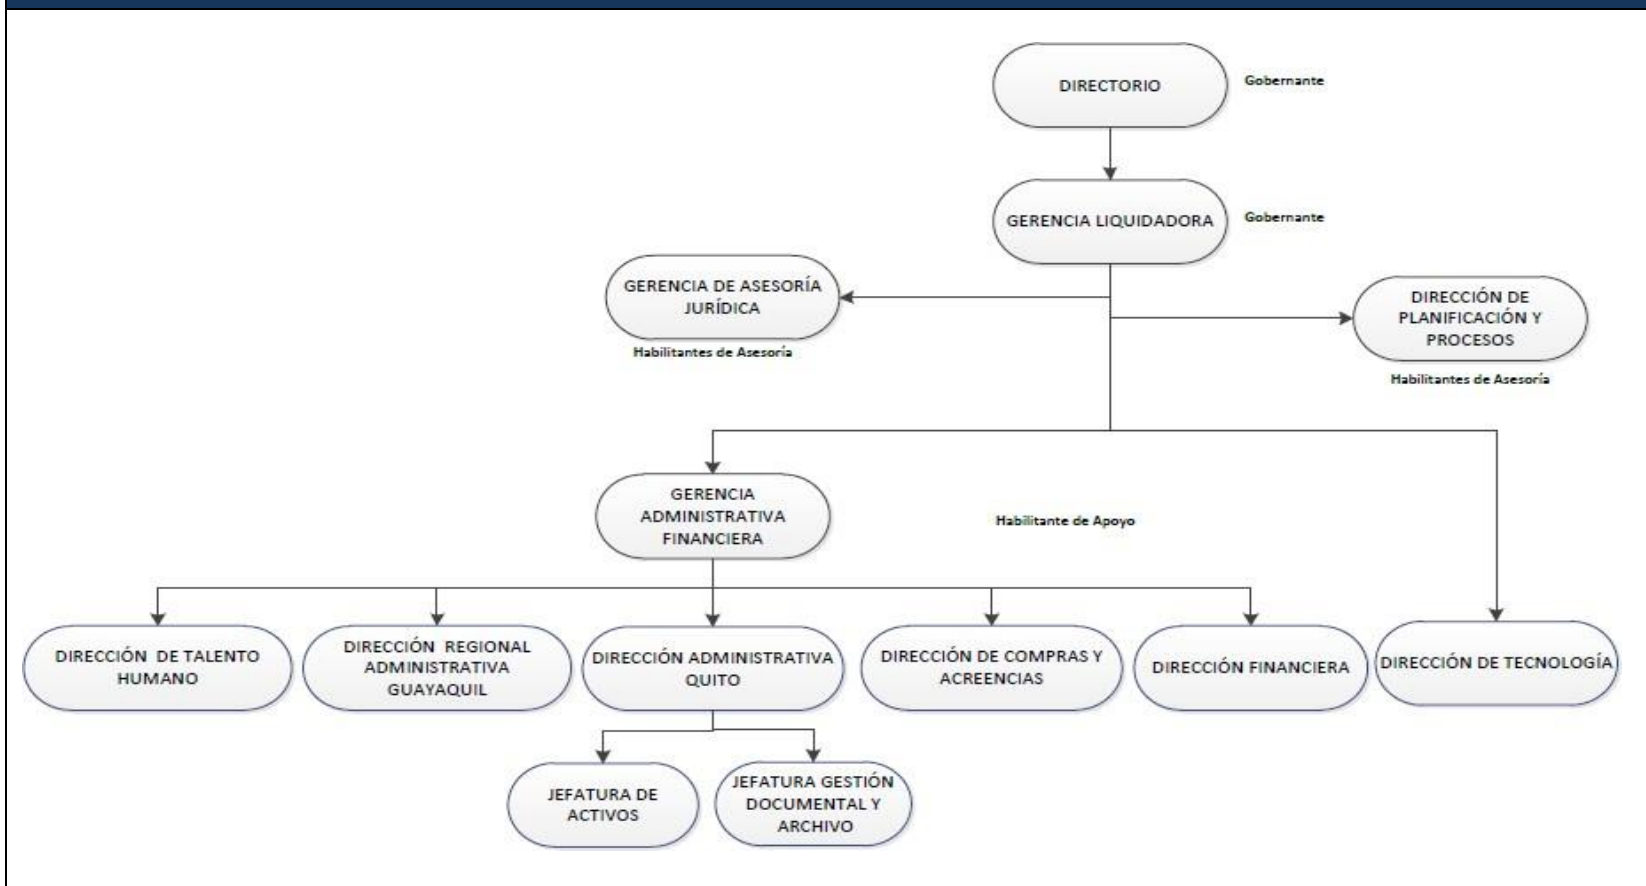 DIRECTORIO
Gobernante
GERENCIA LIQUIDADORA
Gobernante
GERENCIA DE ASESORÍA
JURÍDICA
Habilitantes de Asesoría
DIRECCIÓN DE
PLANIFICACIÓN Y
PROCESOS
Habilitantes de Asesoría
GERENCIA
ADMINISTRATIVA
FINANCIERA
Habilitante de Apoyo
DIRECCIÓN DE TALENTO
HUMANO
DIRECCIÓN REGIONAL
ADMINISTRATIVA
GUAYAQUIL
DIRECCIÓN ADMINISTRATIVA
QUITO
DIRECCIÓN DE COMPRAS Y
ACREENCIAS
DIRECCIÓN FINANCIERA
DIRECCIÓN DE TECNOLOGÍA
JEFATURA DE
ACTIVOS
JEFATURA GESTIÓN
DOCUMENTAL Y
ARCHIVO